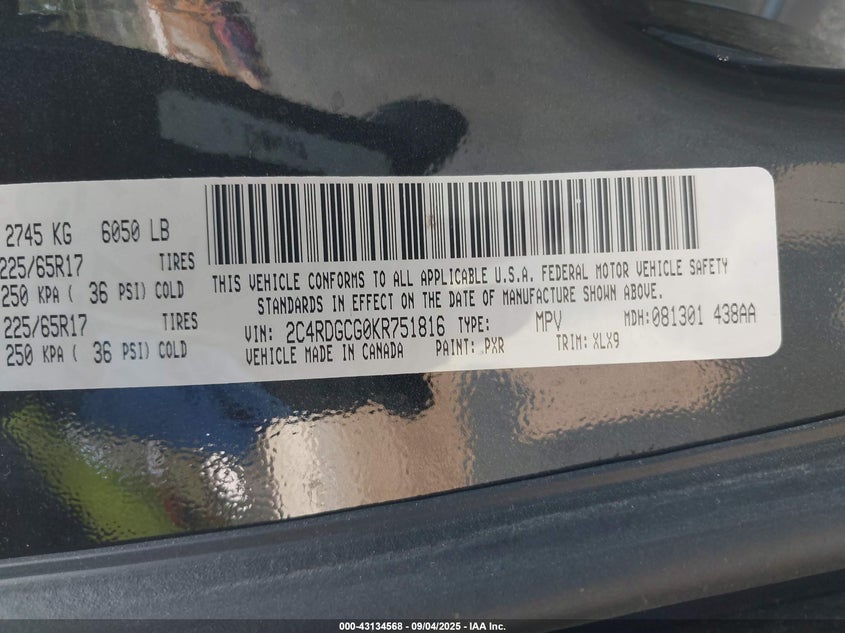 2745 KG 6050 LB
225/65R17 TIRES
250 KPA ( 36 PSI) COLD
225/65R17 TIRES
250 KPA ( 36 PSI) COLD
THIS VEHICLE CONFORMS TO ALL APPLICABLE U.S.A. FEDERAL MOTOR VEHICLE SAFETY
STANDARDS IN EFFECT ON THE DATE OF MANUFACTURE SHOWN ABOVE.
VIN: 2C4RDGCG0KR751816 TYPE: MPV MDH:081301 438AA
VEHICLE MADE IN CANADA PAINT: PXR TRIM: XLX9
000-43134568 - 09/04/2025 - IAA Inc.